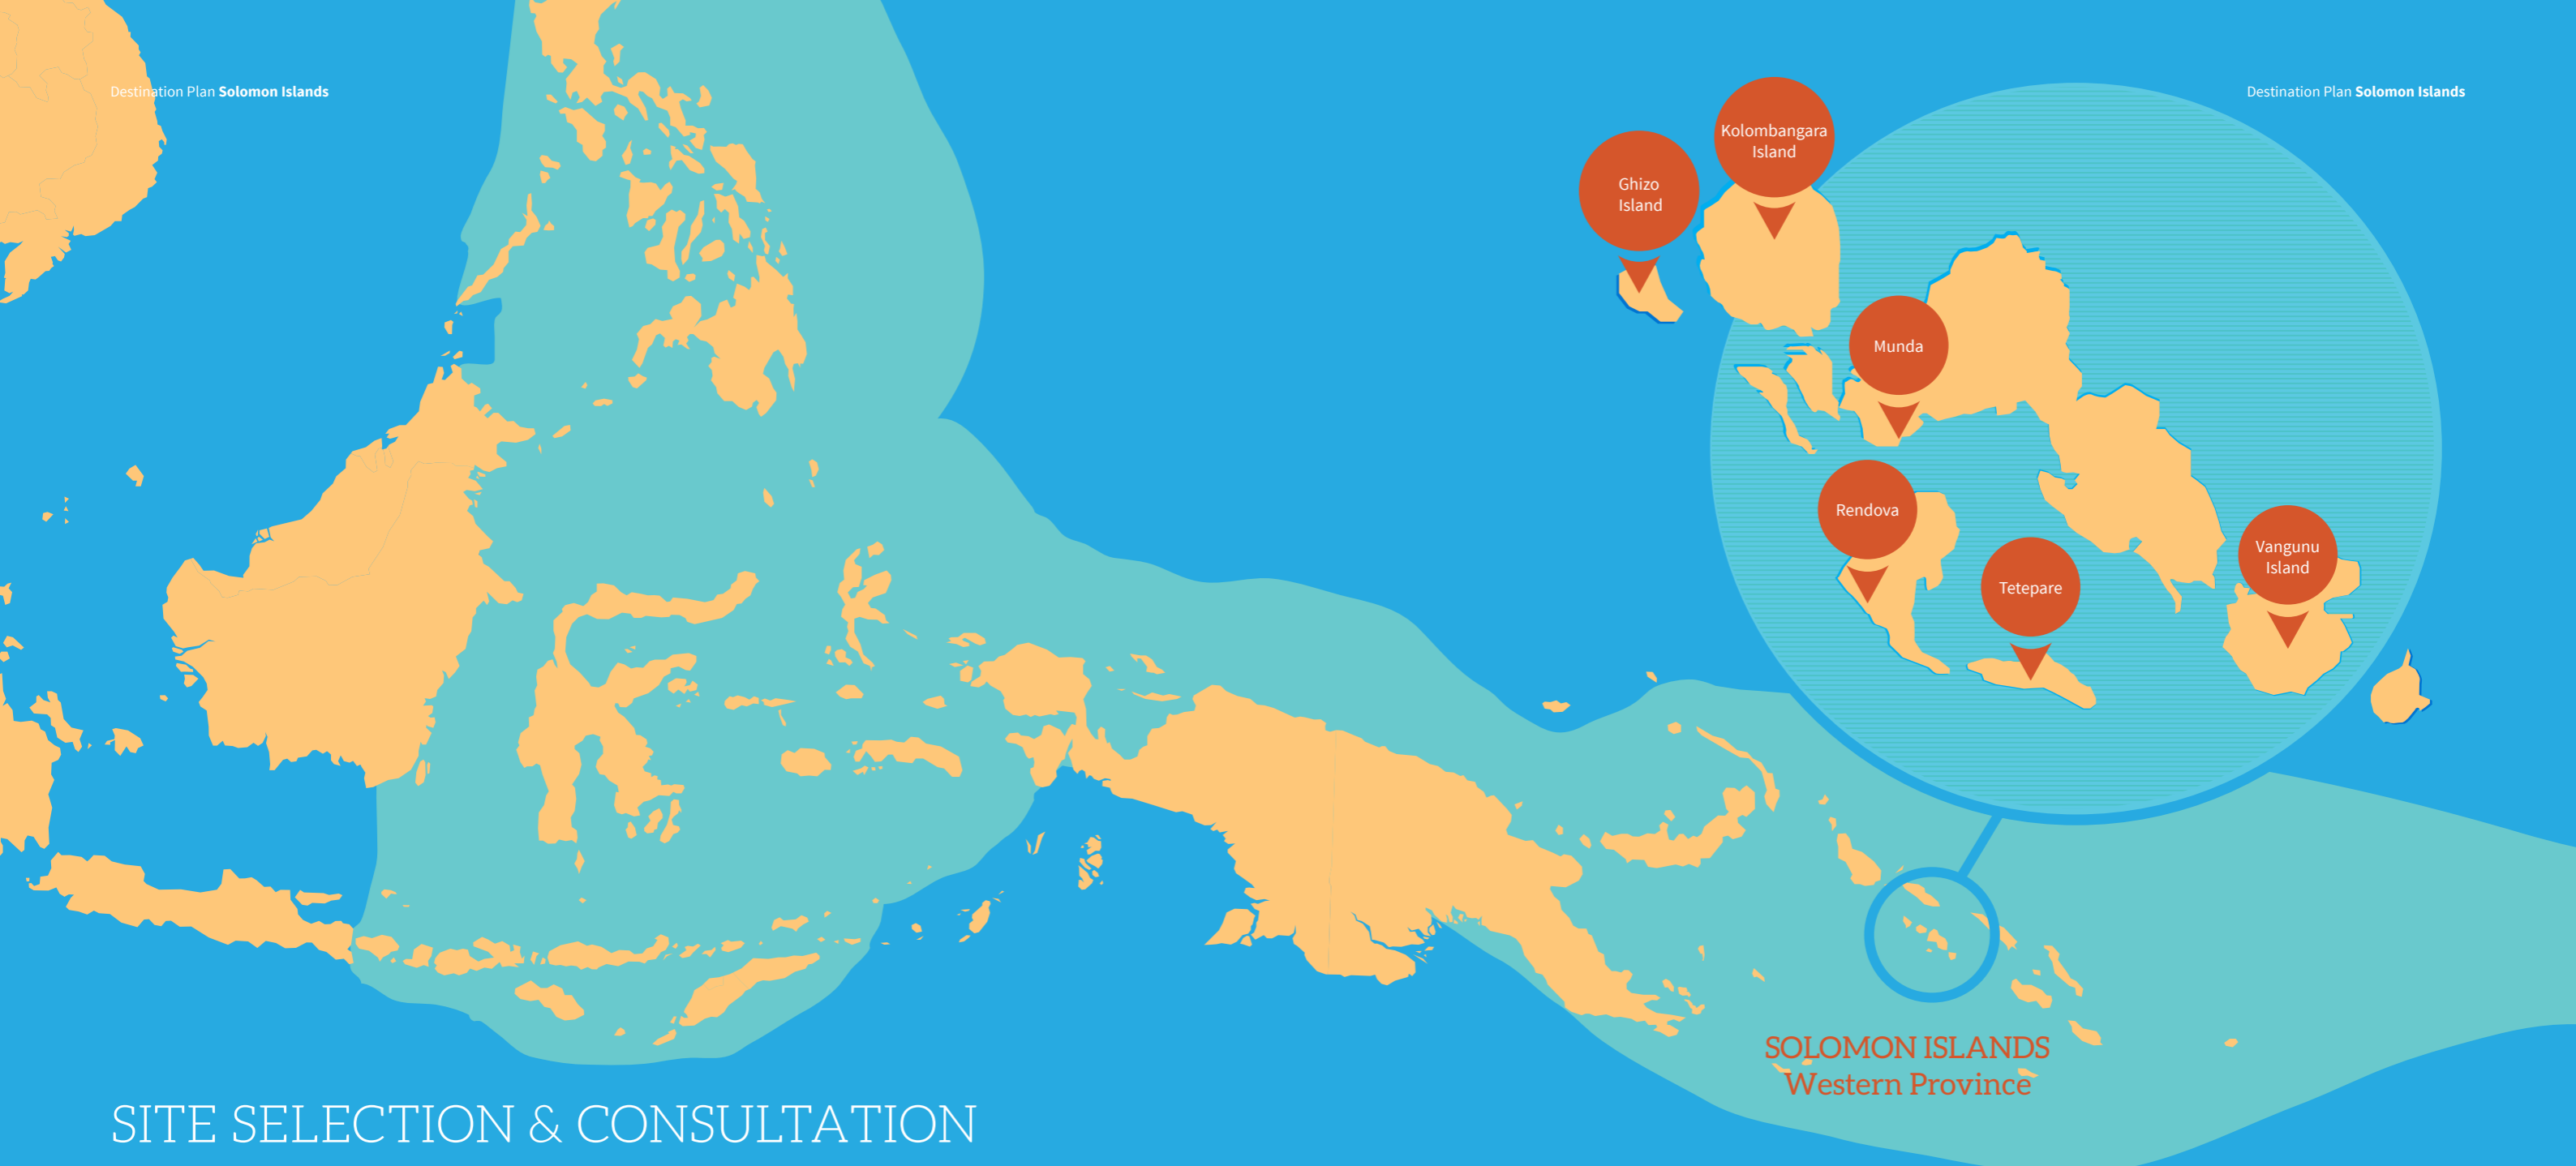 Destination Plan Solomon Islands
Destination Plan Solomon Islands
Kolombangara
Island
Ghizo
Island
Munda
Rendova
Vangunu
Island
Tetepare
SOLOMON ISLANDS
Western Province
SITE SELECTION & CONSULTATION